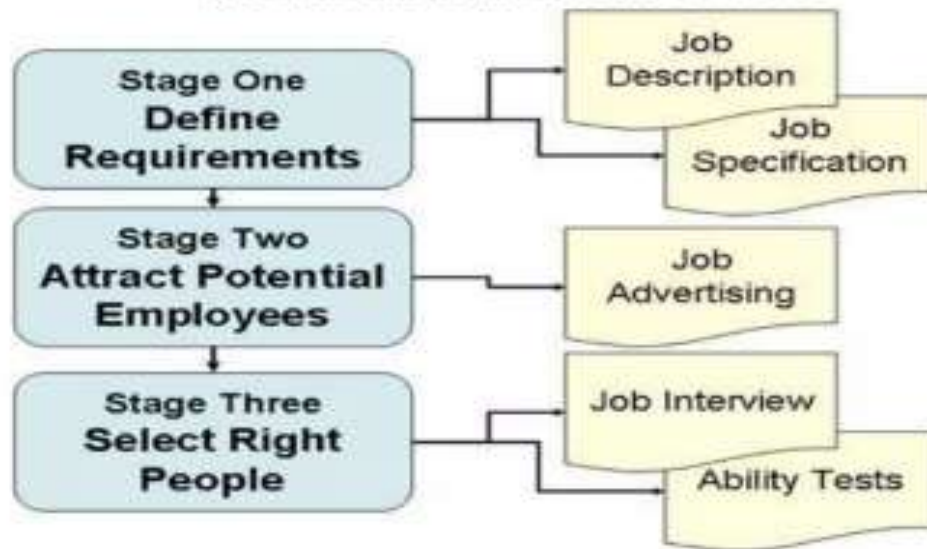 Stage One
Define
Requirements
Job
Description
Job
Specification
Stage Two
Attract Potential
Employees
Job
Advertising
Stage Three
Select Right
People
Job Interview
Ability Tests